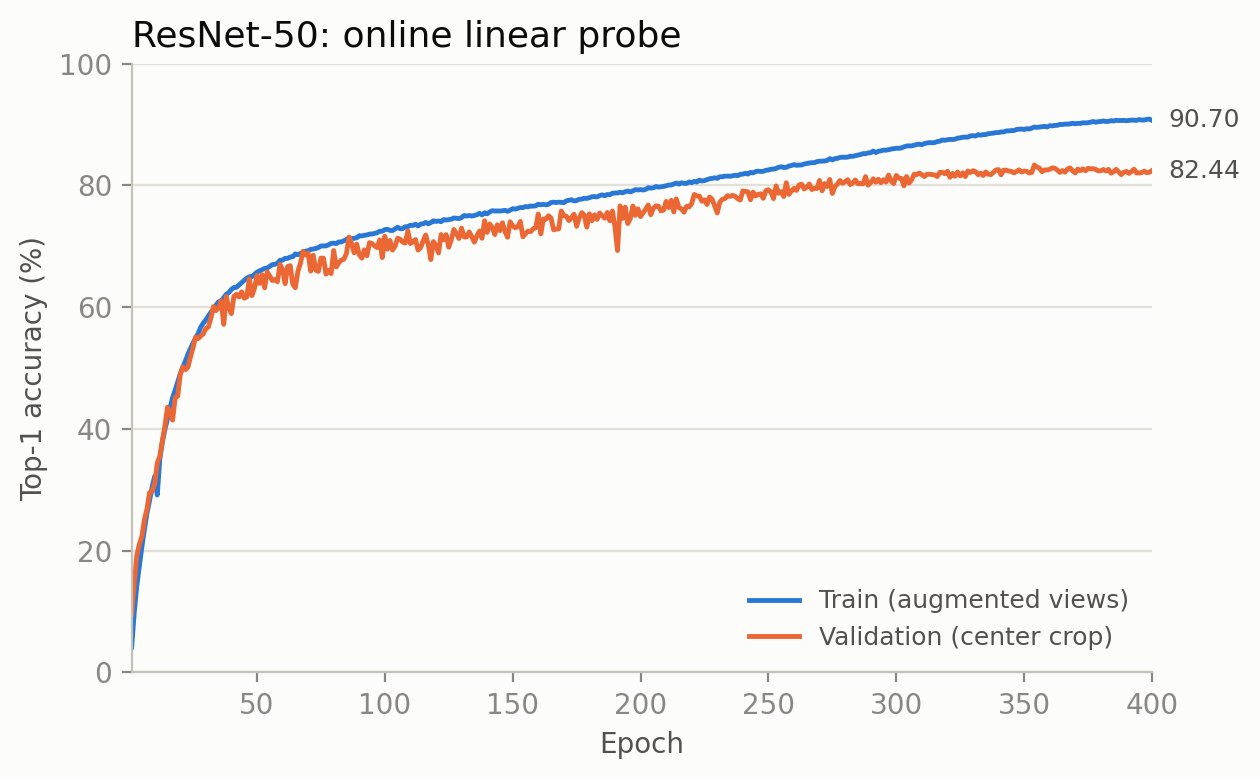 ResNet-50: online linear probe
100
80
60
40
20
0
Top-1 accuracy (%)
90.70
82.44
Train (augmented views)
Validation (center crop)
50 100 150 200 250 300 350 400
Epoch